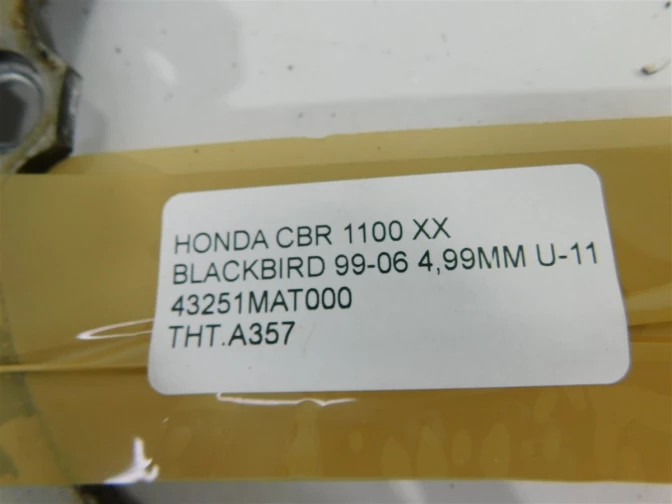 HONDA CBR 1100 XX
BLACKBIRD 99-06 4,99MM U-11
43251MAT000
THT.A357